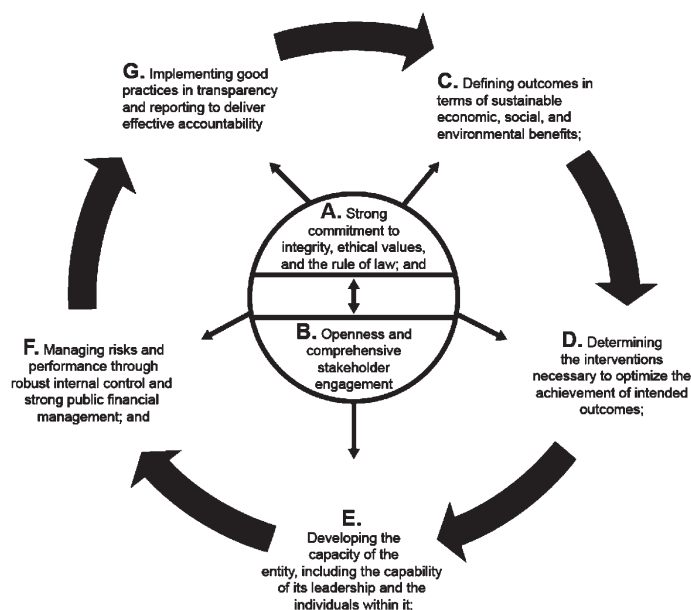 G. Implementing good
practices in transparency
and reporting to deliver
effective accountability
C. Defining outcomes in
terms of sustainable
economic, social, and
environmental benefits;
A. Strong
commitment to
integrity, ethical values,
and the rule of law; and
B. Openness and
comprehensive
stakeholder
engagement
D. Determining
the interventions
necessary to optimize the
achievement of intended
outcomes;
E.
Developing the
capacity of the
entity, including the capability
of its leadership and the
individuals within it;
F. Managing risks and
performance through
robust internal control and
strong public financial
management; and